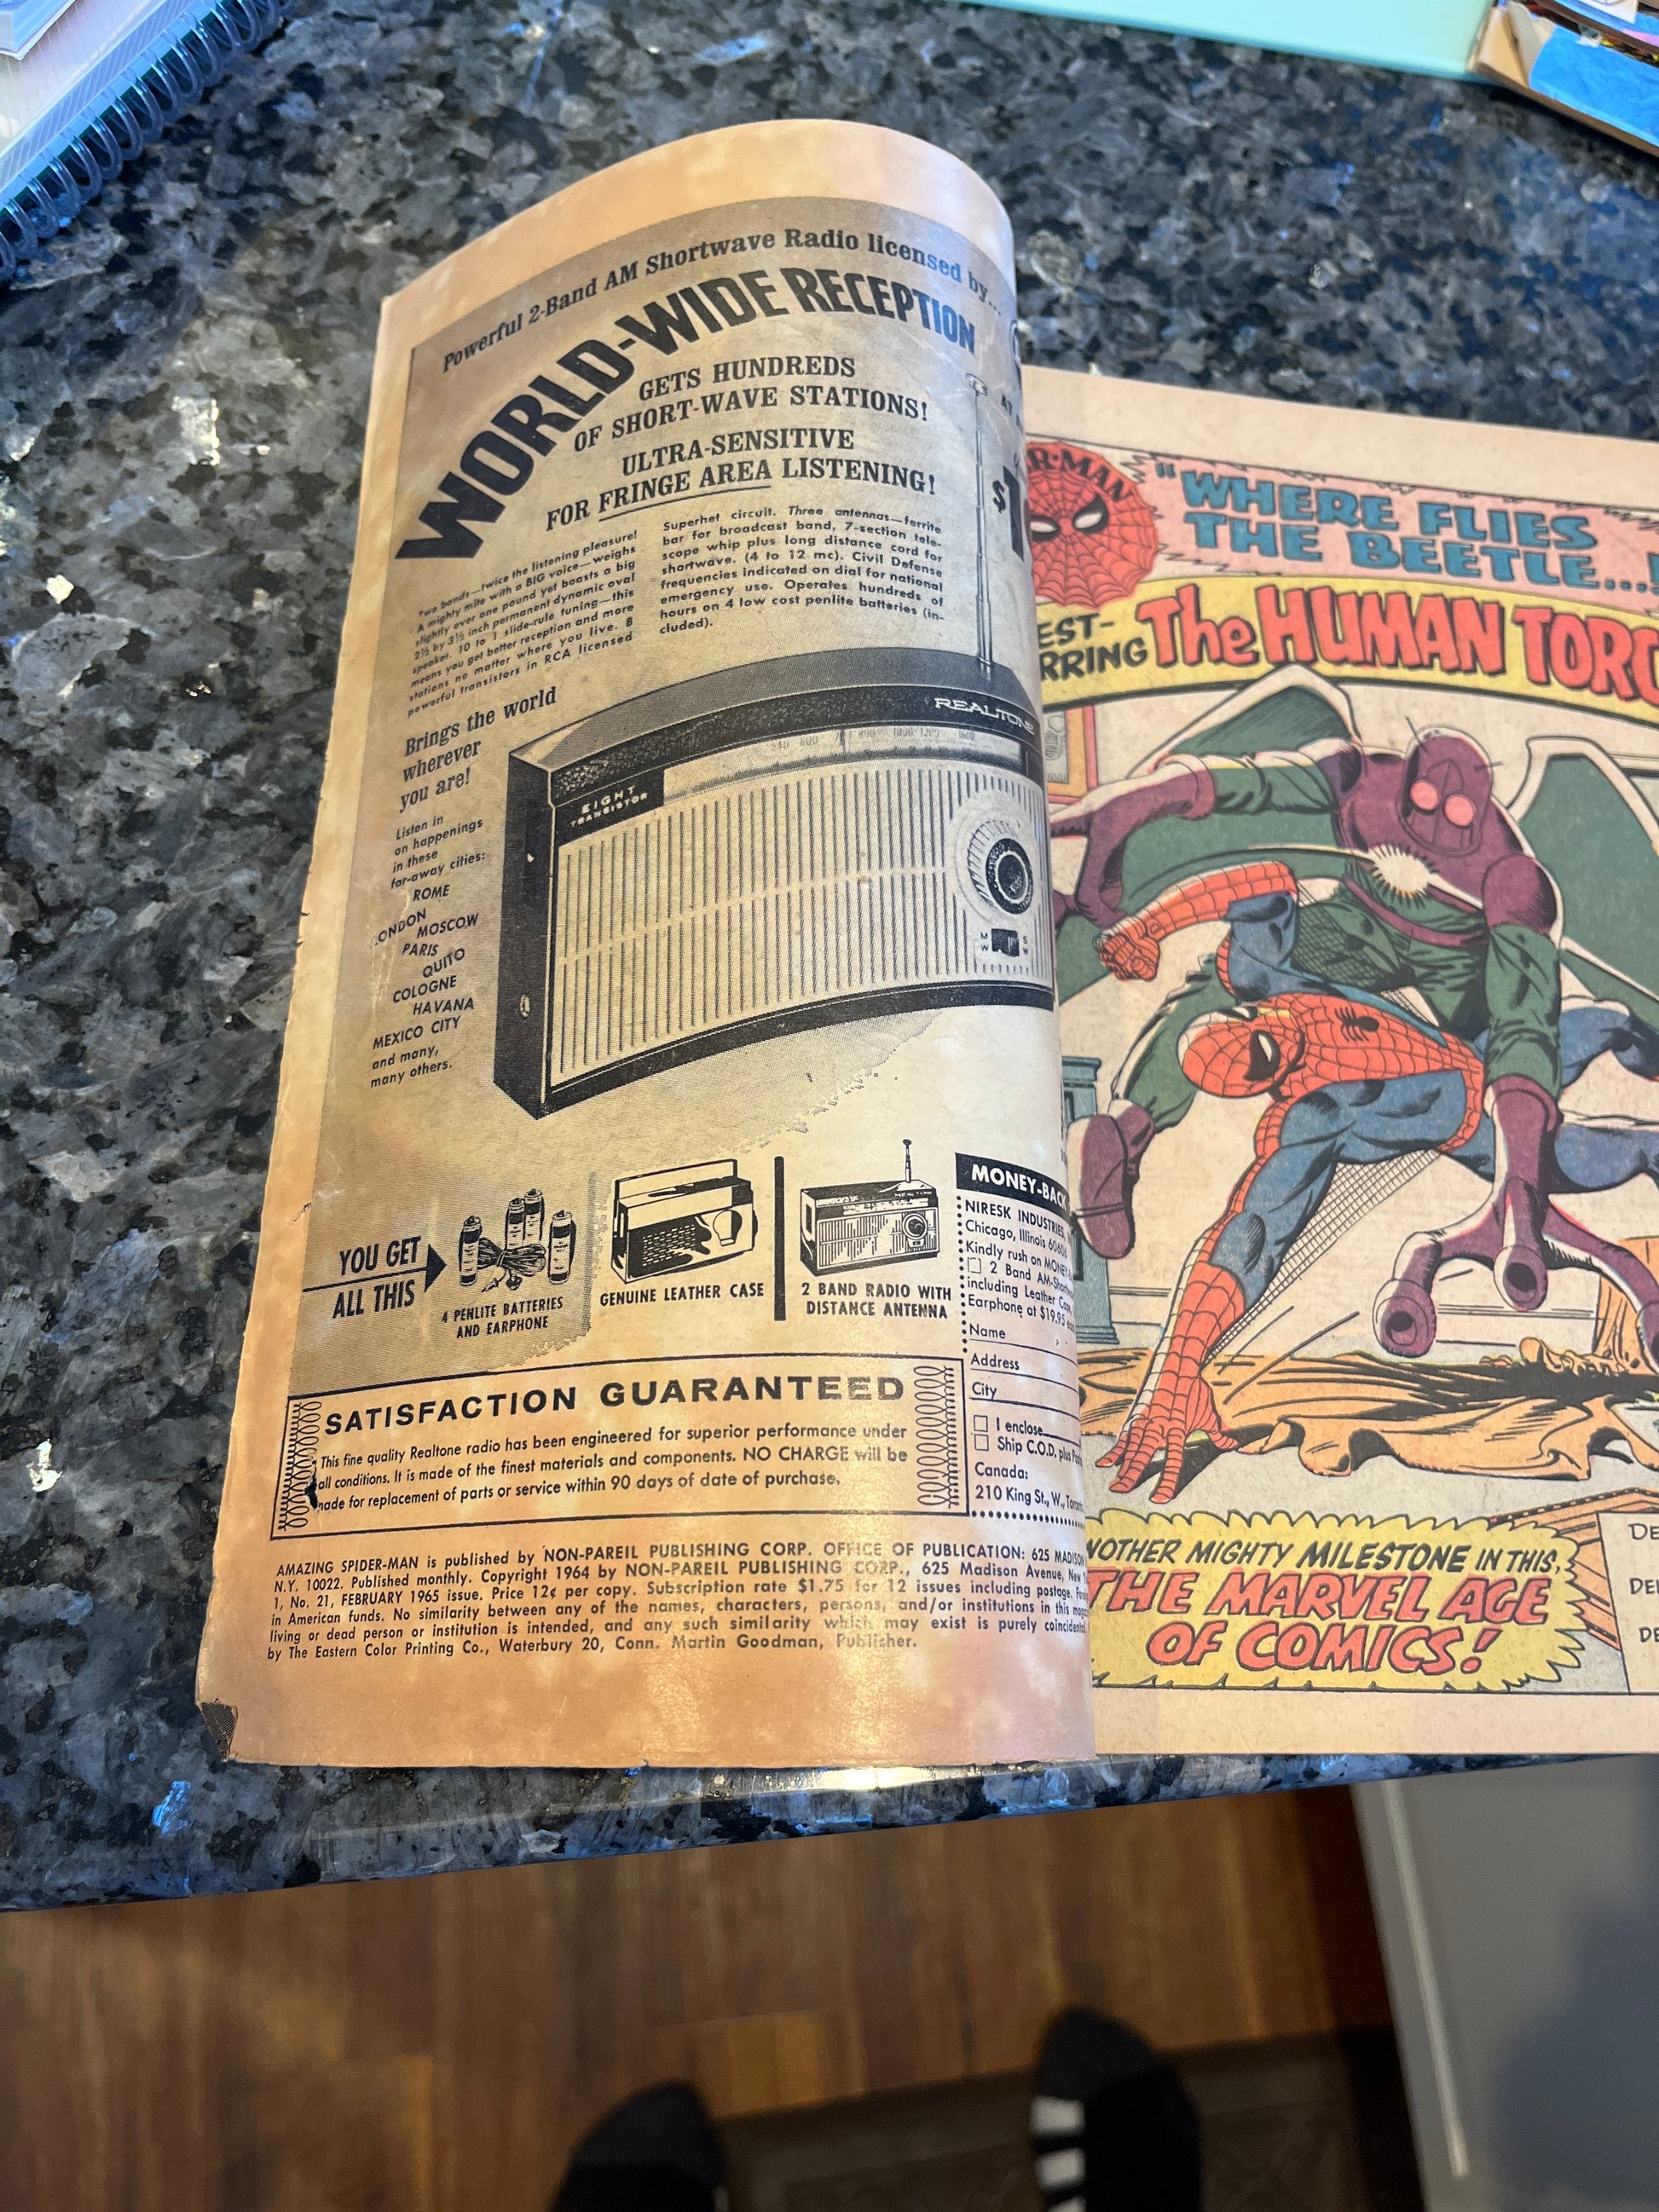 Powerful 2-Band AM Shortwave Radio licensed by...
WORLD-WIDE RECEPTION
GETS HUNDREDS
OF SHORT-WAVE STATIONS!
ULTRA-SENSITIVE
FOR FRINGE AREA LISTENING!
Two bands—twice the listening pleasure!
A mighty mite with a BIG voice—weighs
slightly over one pound yet boasts a big
2½ by 3½ inch permanent dynamic oval
speaker. 10 to 1 slide-rule tuning—this
means you get better reception and more
stations no matter where you live. 8
powerful transistors in RCA licensed
Superhet circuit. Three antennas—ferrite
bar for broadcast band, 7-section tele-
scope whip plus long distance cord for
shortwave. (4 to 12 mc). Civil Defense
frequencies indicated on dial for national
emergency use. Operates hundreds of
hours on 4 low cost penlite batteries (in-
cluded).
$1
Brings the world
wherever
you are!
Listen in
on happenings
in these
far-away cities:
ROME
LONDON
MOSCOW
PARIS
QUITO
COLOGNE
HAVANA
MEXICO CITY
and many,
many others.
REALTONE
EIGHT
TRANSISTOR
M S
W W
YOU GET
ALL THIS
4 PENLITE BATTERIES
AND EARPHONE
GENUINE LEATHER CASE
2 BAND RADIO WITH
DISTANCE ANTENNA
MONEY-BACK
NIRESK INDUSTRIES,
Chicago, Illinois 60606
Kindly rush on MONEY-
2 Band AM-Short
including Leather Case,
Earphone at $19.95
Name
Address
City
I enclose
Ship C.O.D. plus
Canada:
210 King St., W., Toronto
SATISFACTION GUARANTEED
This fine quality Realtone radio has been engineered for superior performance under
all conditions. It is made of the finest materials and components. NO CHARGE will be
made for replacement of parts or service within 90 days of date of purchase.
AMAZING SPIDER-MAN is published by NON-PAREIL PUBLISHING CORP. OFFICE OF PUBLICATION: 625 MADISON
N.Y. 10022. Published monthly. Copyright 1964 by NON-PAREIL PUBLISHING CORP., 625 Madison Avenue, New
1, No. 21, FEBRUARY 1965 issue. Price 12¢ per copy. Subscription rate $1.75 for 12 issues including postage.
in American funds. No similarity between any of the names, characters, persons, and/or institutions in this
living or dead person or institution is intended, and any such similarity which may exist is purely coincidental.
by The Eastern Color Printing Co., Waterbury 20, Conn. Martin Goodman, Publisher.
R-MAN
"WHERE FLIES
THE BEETLE...
EST-
RRING The HUMAN TORC
NOTHER MIGHTY MILESTONE IN THIS,
THE MARVEL AGE
OF COMICS!